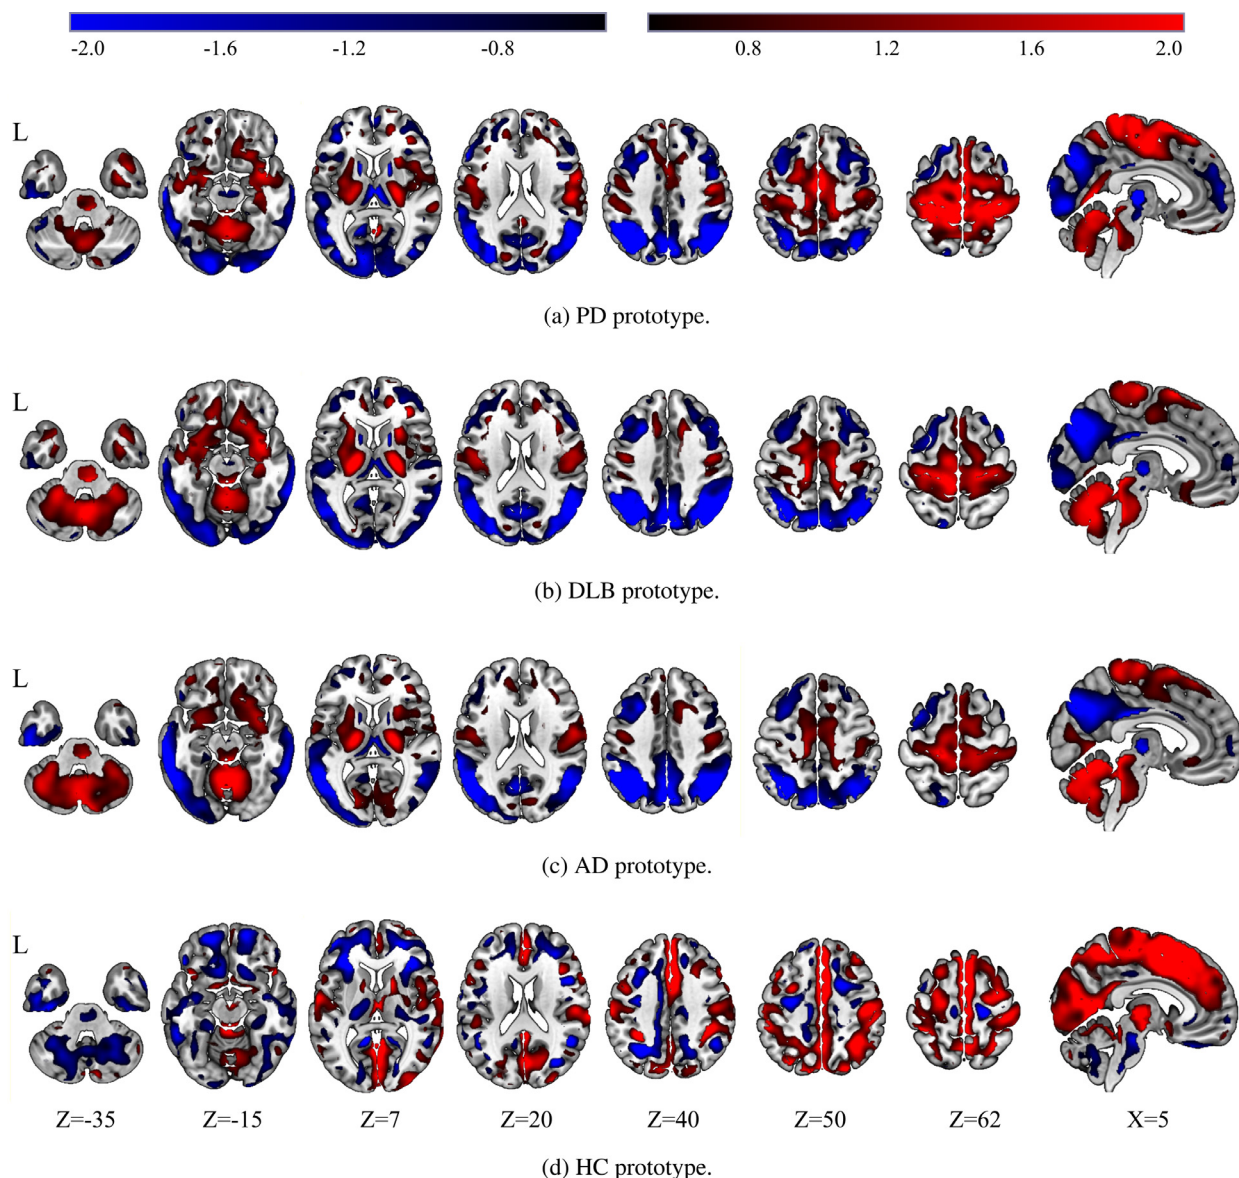 -2.0 -1.6 -1.2 -0.8 0.8 1.2 1.6 2.0
L
(a) PD prototype.
L
(b) DLB prototype.
L
(c) AD prototype.
L
Z=-35 Z=-15 Z=7 Z=20 Z=40 Z=50 Z=62 X=5
(d) HC prototype.